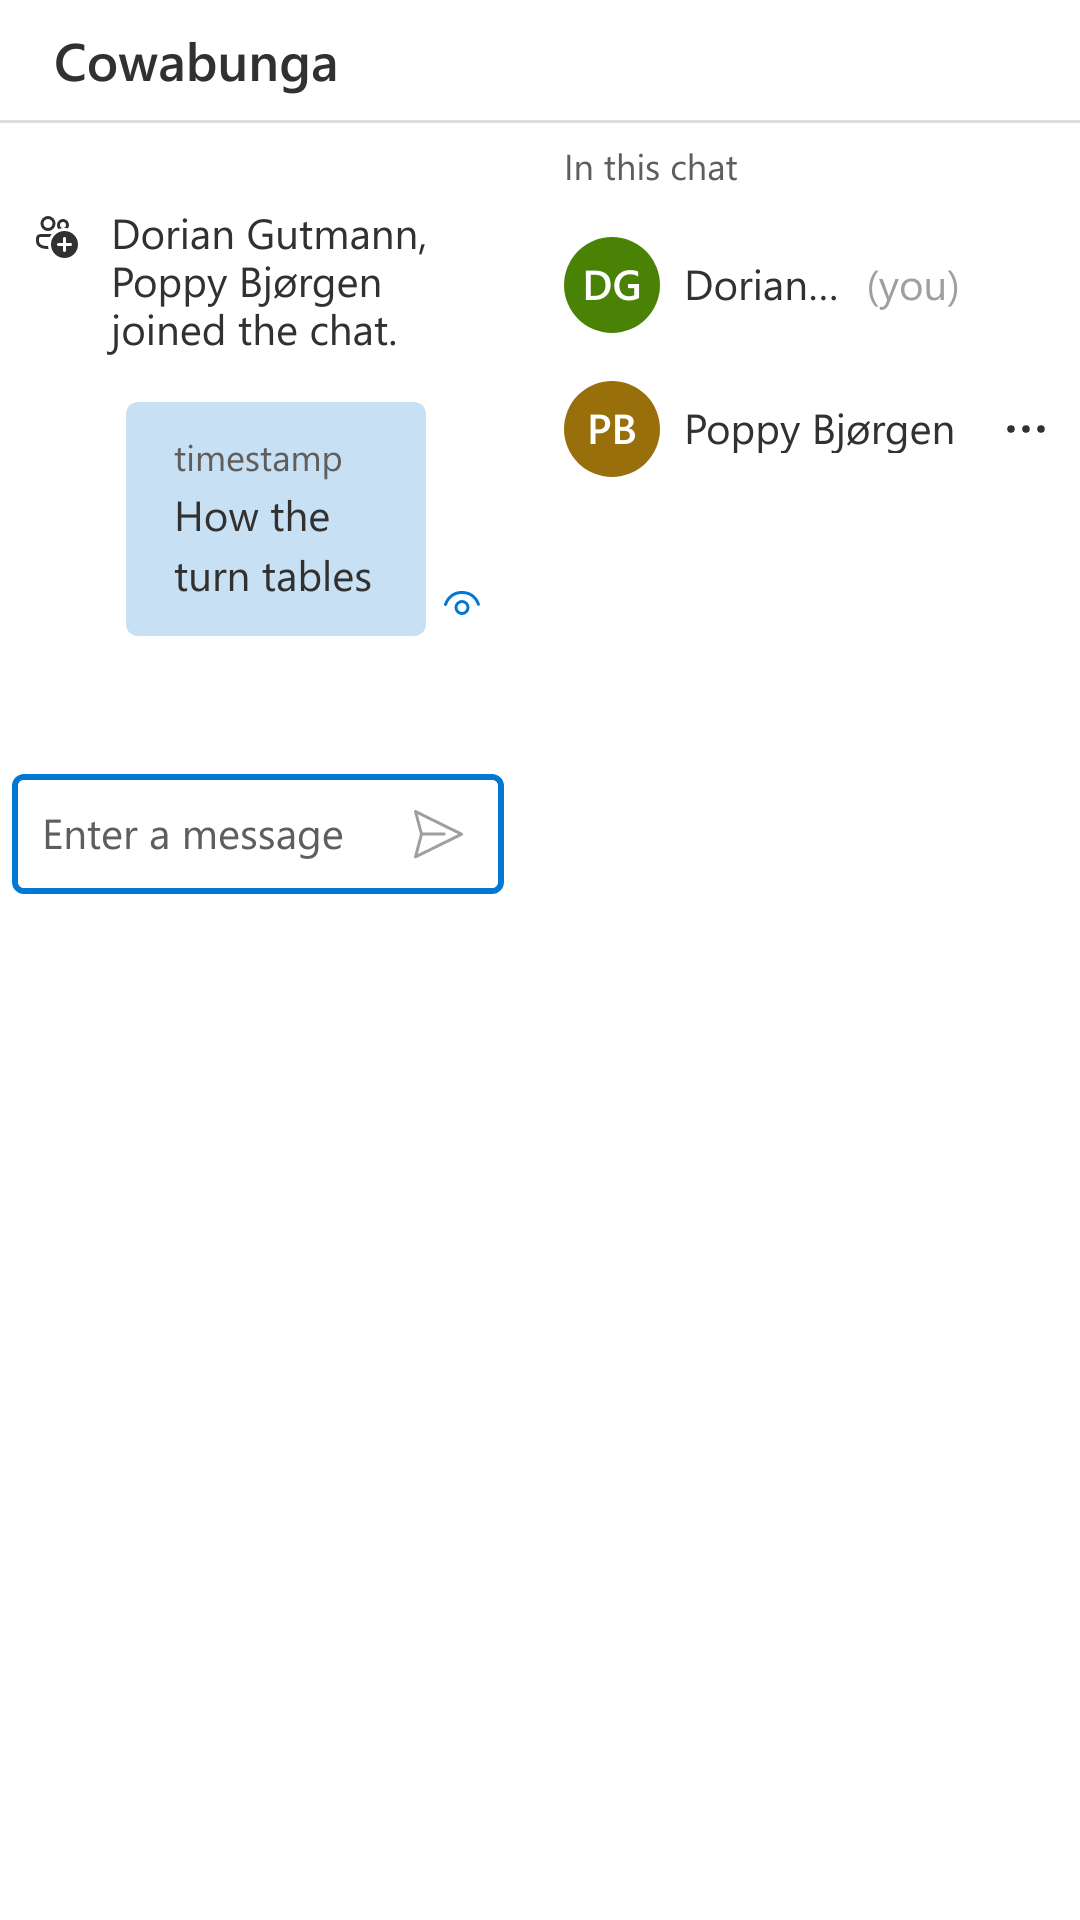 Cowabunga
Dorian Gutmann,
Poppy Bjørgen
joined the chat.
timestamp
How the
turn tables
Enter a message
In this chat
DG Dorian... (you)
PB Poppy Bjørgen